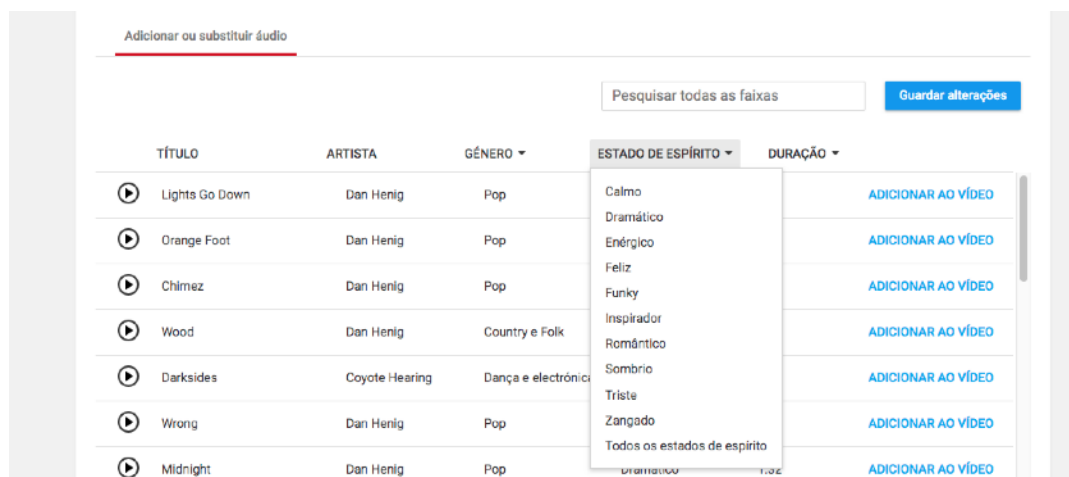 Adicionar ou substituir áudio
Pesquisar todas as faixas
Guardar alterações
TÍTULO ARTISTA GÉNERO ESTADO DE ESPÍRITO DURAÇÃO
Lights Go Down Dan Henig Pop ADICIONAR AO VÍDEO
Orange Foot Dan Henig Pop ADICIONAR AO VÍDEO
Chimez Dan Henig Pop ADICIONAR AO VÍDEO
Wood Dan Henig Country e Folk ADICIONAR AO VÍDEO
Darksides Coyote Hearing Dança e electrónica ADICIONAR AO VÍDEO
Wrong Dan Henig Pop ADICIONAR AO VÍDEO
Midnight Dan Henig Pop Dramático 1:32 ADICIONAR AO VÍDEO
Calmo
Dramático
Enérgico
Feliz
Funky
Inspirador
Romântico
Sombrio
Triste
Zangado
Todos os estados de espírito